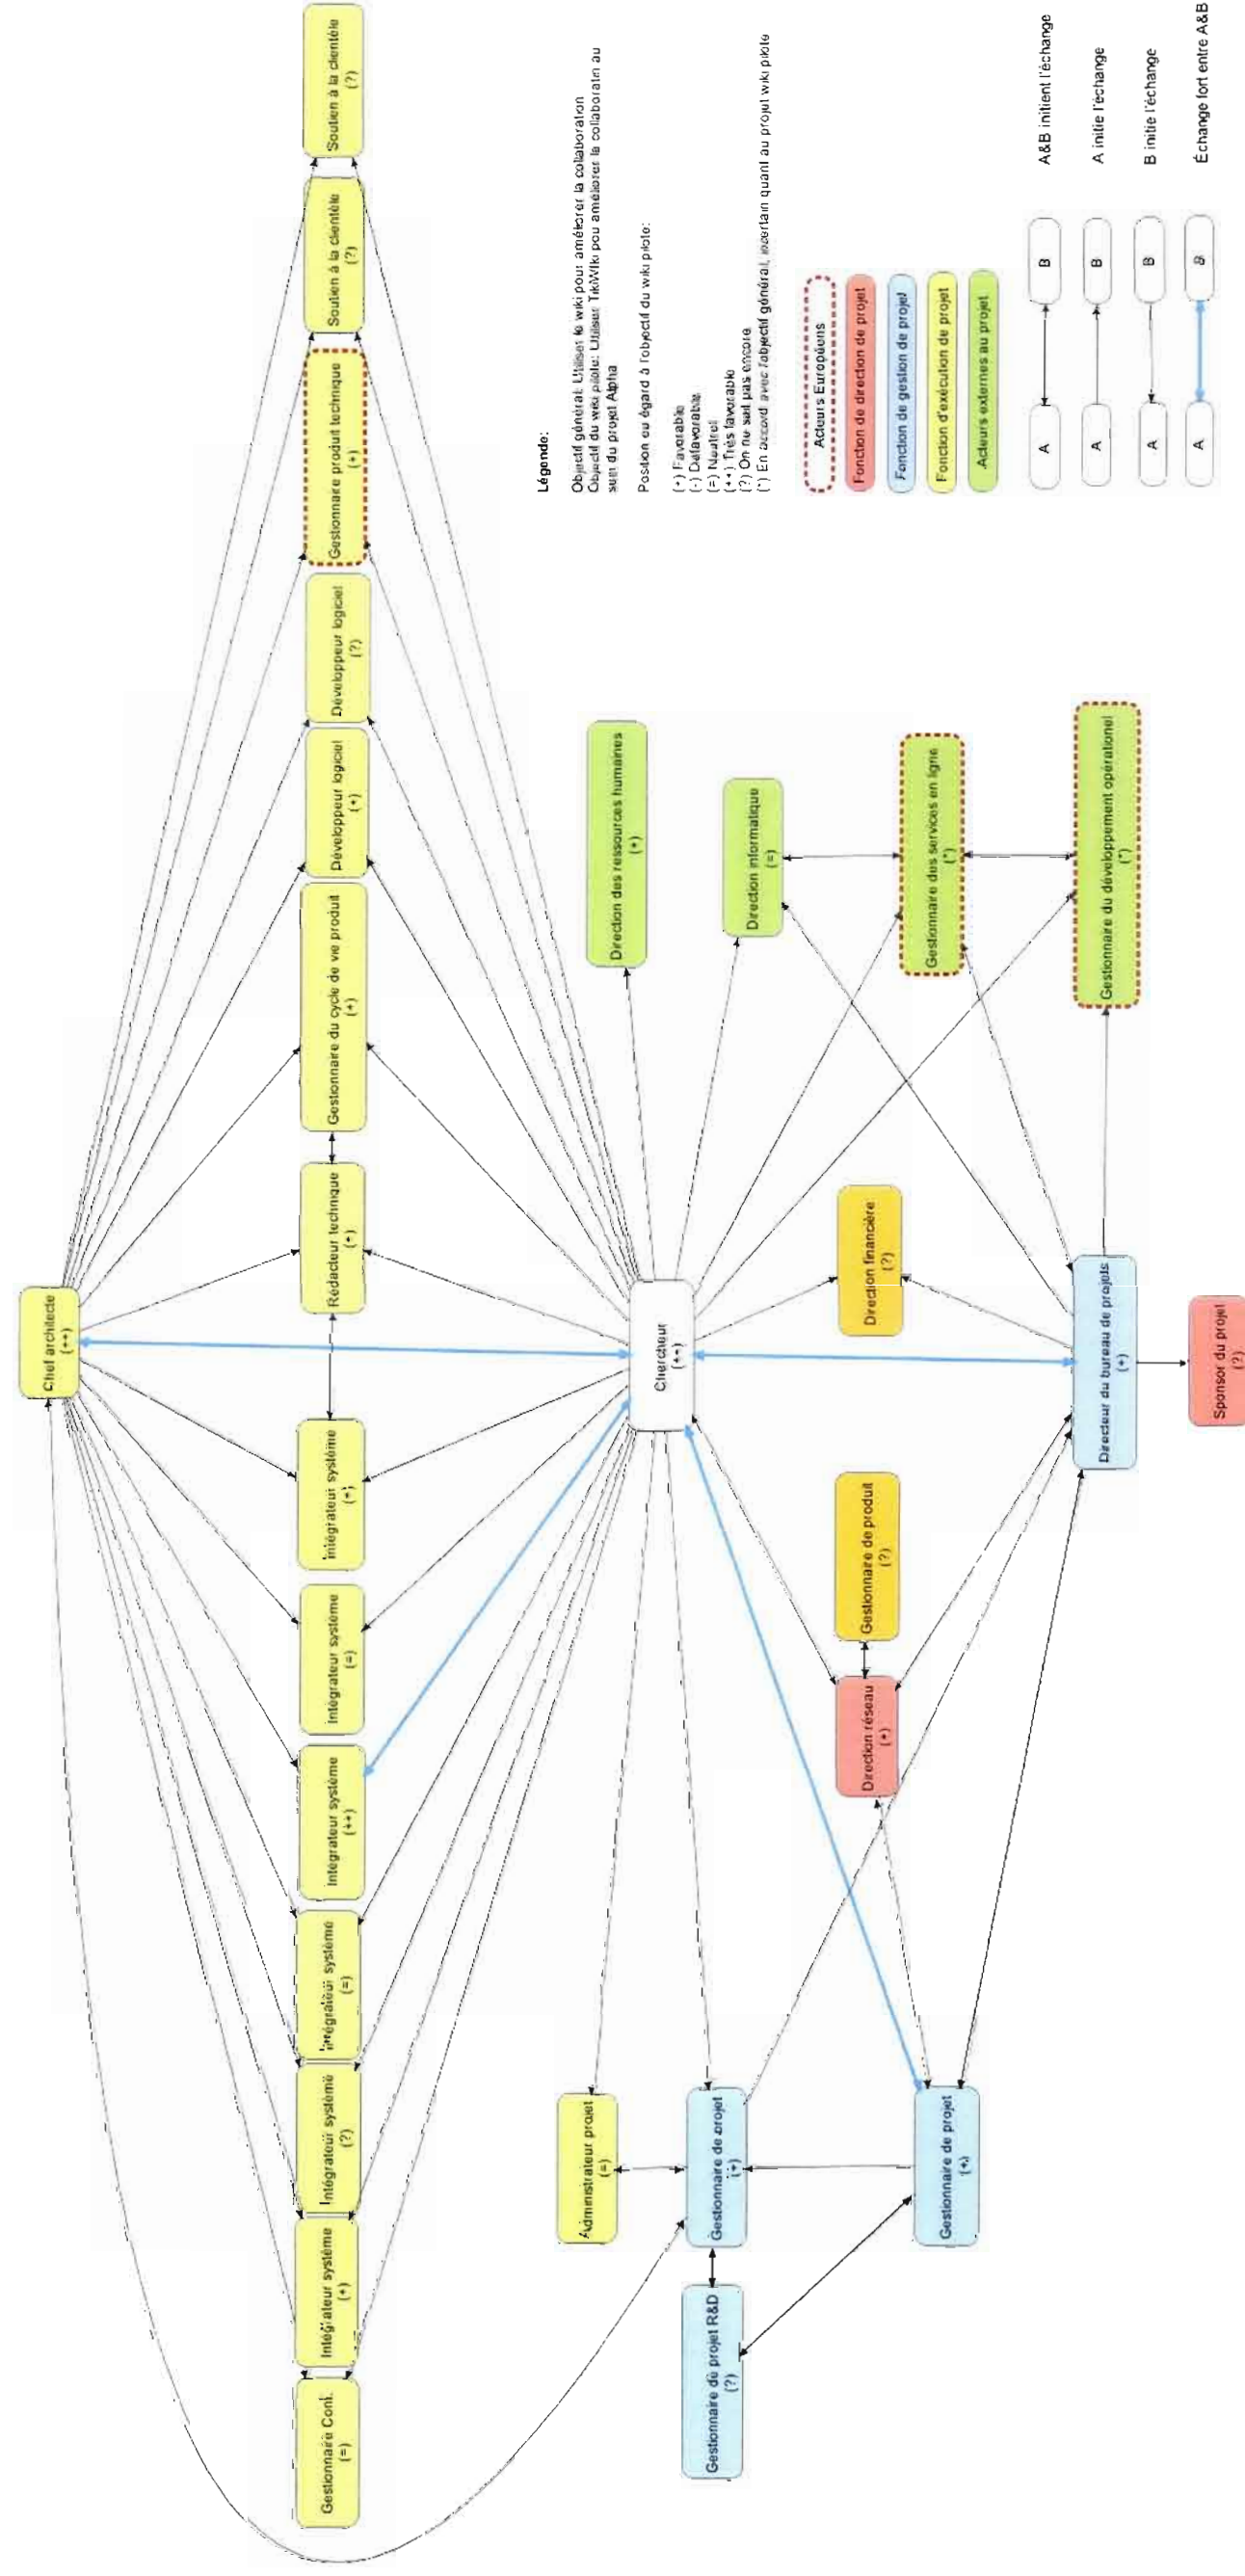 Chef architecte
(++)
Gestionnaire Conf.
(=)
Intégrateur système
(+)
Intégrateur système
(?)
Intégrateur système
(=)
Intégrateur système
(++)
Intégrateur système
(=)
Intégrateur système
(+)
Rédacteur technique
(+)
Gestionnaire du cycle de vie produit
(+)
Développeur logiciel
(+)
Développeur logiciel
(?)
Gestionnaire produit technique
(+)
Soutien à la clientèle
(?)
Soutien à la clientèle
(?)
Administrateur projet
(=)
Chercheur
(++)
Direction des ressources humaines
(+)
Gestionnaire de projet R&D
(?)
Gestionnaire de projet
(+)
Direction informatique
(=)
Direction réseau
(+)
Gestionnaire de produit
(?)
Direction financière
(?)
Gestionnaire des services en ligne
(*)
Gestionnaire de projet
(+)
Directeur du bureau de projets
(+)
Gestionnaire du développement opérationel
(*)
Sponsor du projet
(?)
Légende:
Objectif général: Utiliser le wiki pour améliorer la collaboration
Objectif du wiki pilote: Utiliser TikiWiki pou améliorer la collaboratin au
sein du projet Alpha
Position eu égard à l'objectif du wiki pilote:
(+) Favorable
(-) Défavorable
(=) Neutre
(++) Très favorable
(?) On ne sait pas encore
(*) En accord avec l'objectif général, incertain quant au projet wiki pilote
Acteurs Européens
Fonction de direction de projet
Fonction de gestion de projet
Fonction d'exécution de projet
Acteurs externes au projet
A B A&B initient l'échange
A B A initie l'échange
A B B initie l'échange
A B Échange fort entre A&B